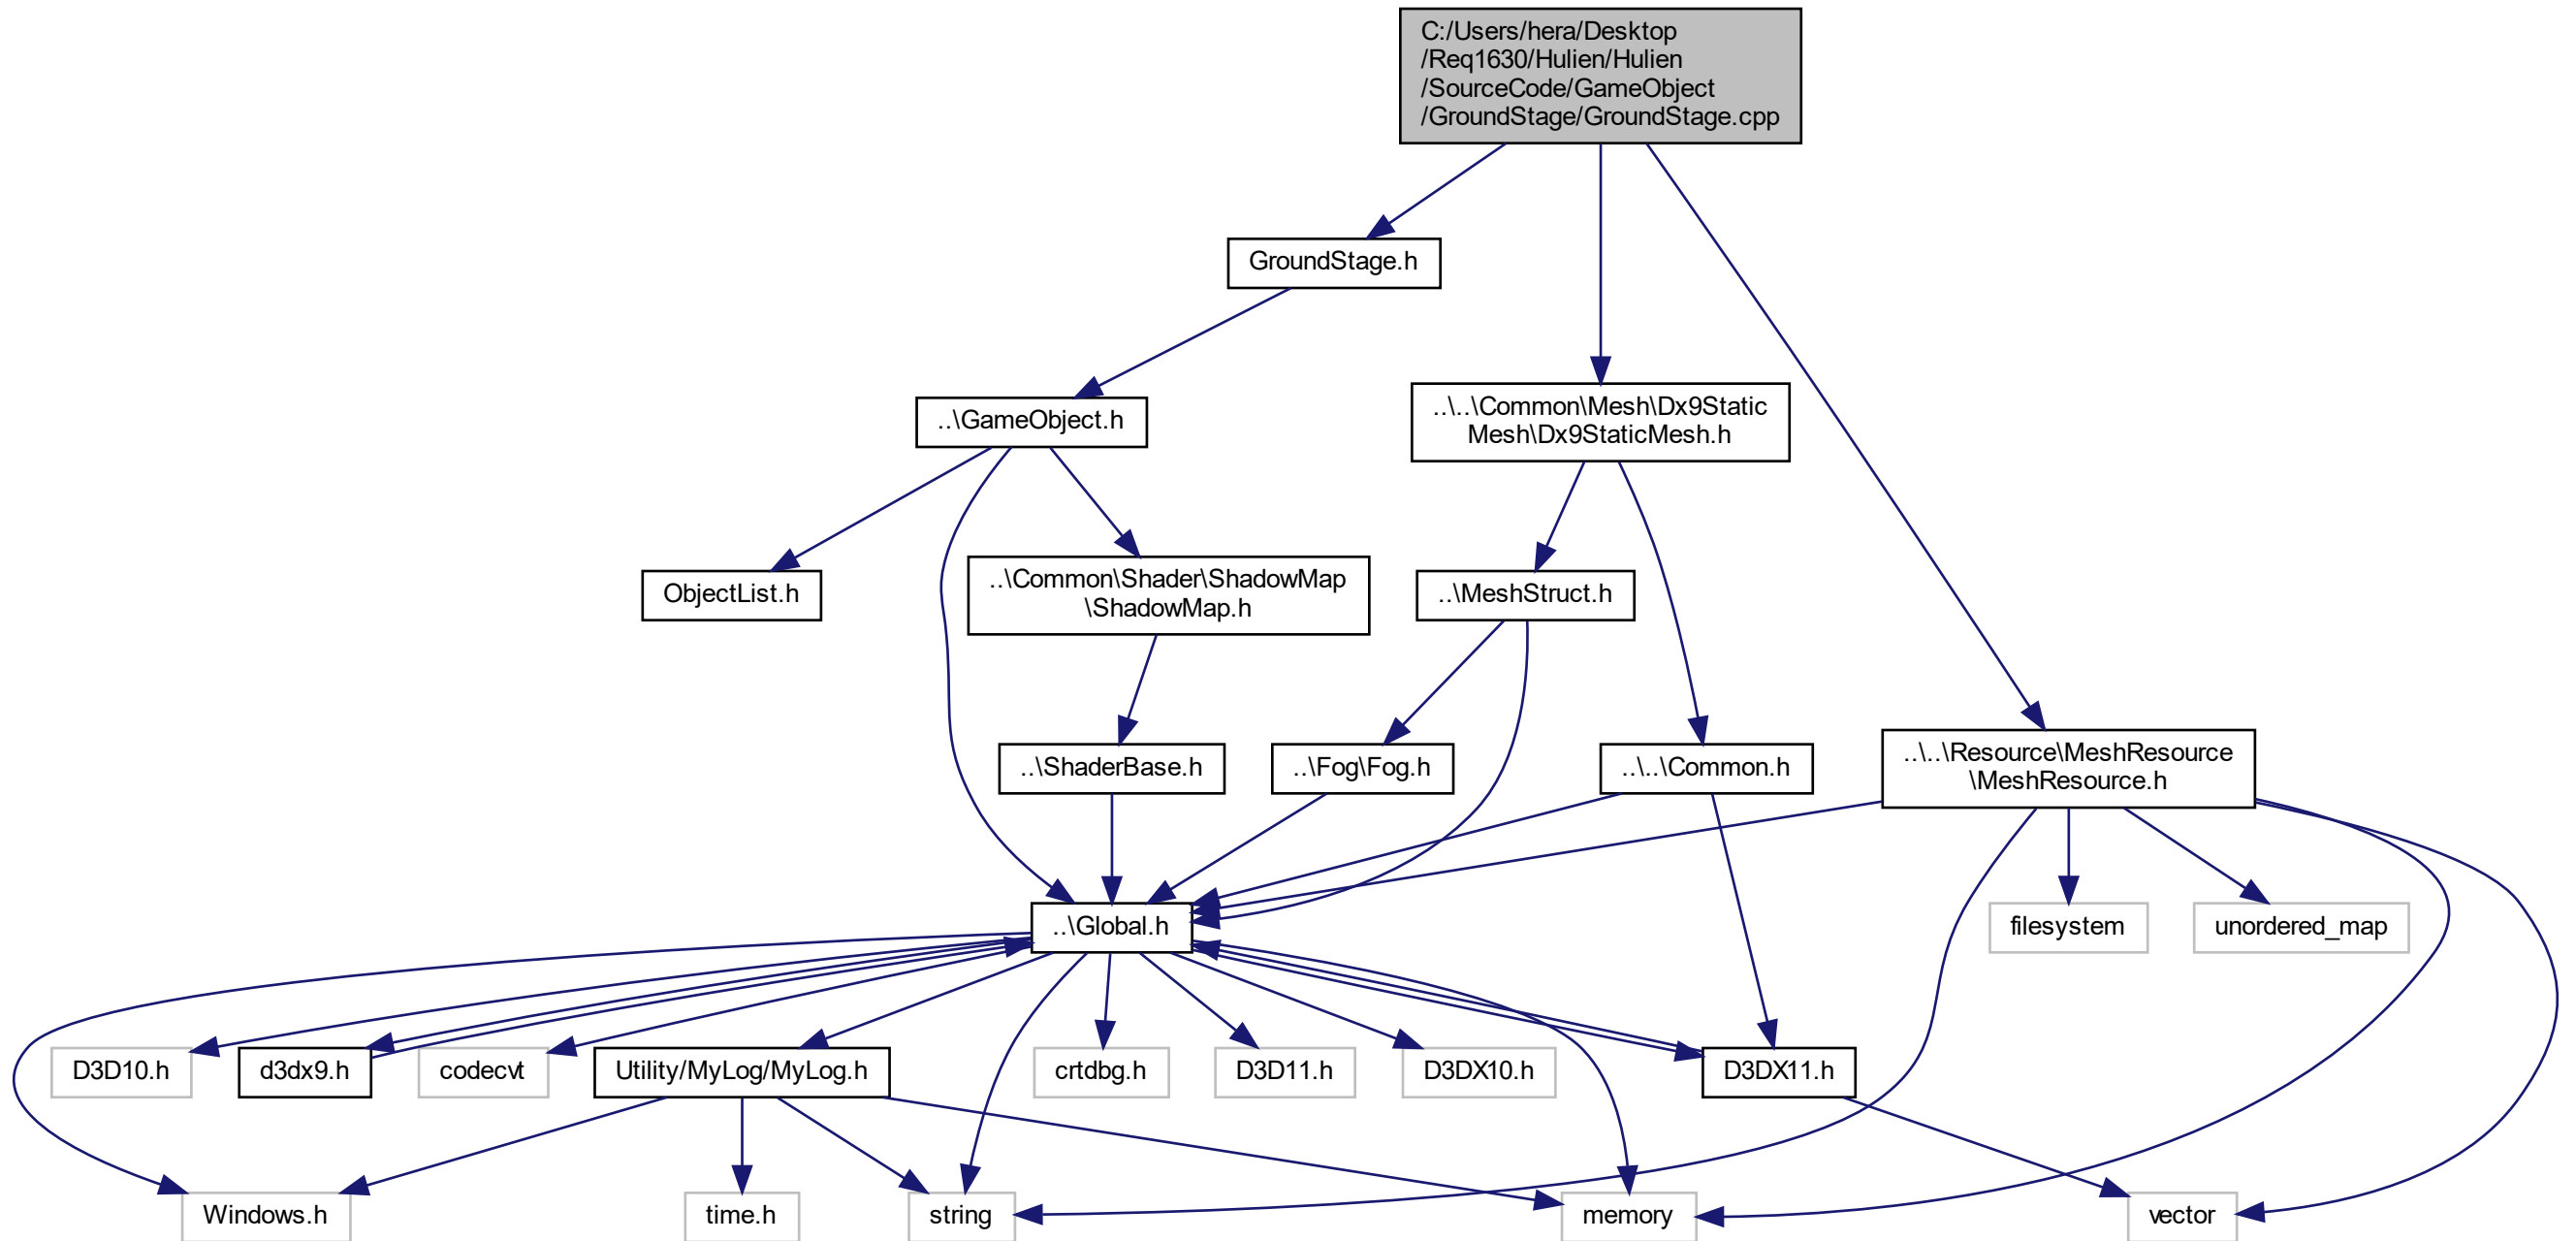 C:/Users/hera/Desktop
/Req1630/Hulien/Hulien
/SourceCode/GameObject
/GroundStage/GroundStage.cpp
GroundStage.h
..\GameObject.h
..\..\Common\Mesh\Dx9Static
Mesh\Dx9StaticMesh.h
ObjectList.h
..\Common\Shader\ShadowMap
\ShadowMap.h
..\MeshStruct.h
..\ShaderBase.h
..\Fog\Fog.h
..\..\Common.h
..\..\Resource\MeshResource
\MeshResource.h
..\Global.h
filesystem
unordered_map
D3D10.h
d3dx9.h
codecvt
Utility/MyLog/MyLog.h
crtdbg.h
D3D11.h
D3DX10.h
D3DX11.h
Windows.h
time.h
string
memory
vector